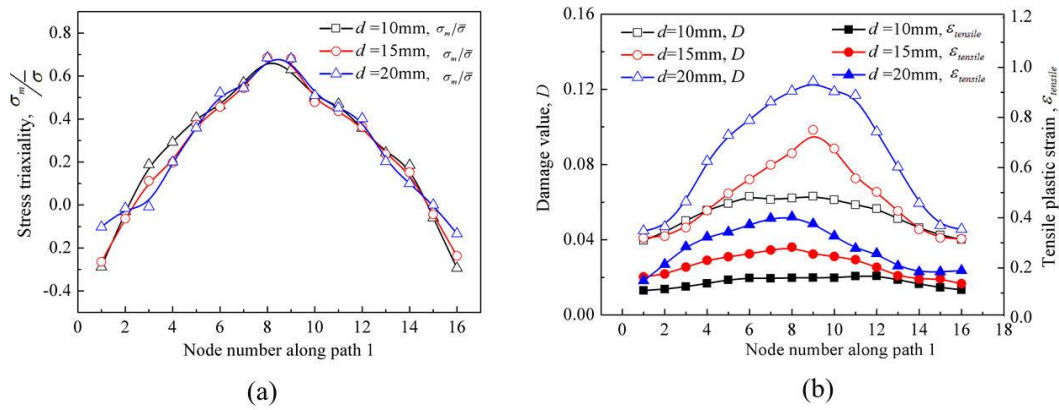 0.8
0.6
0.4
0.2
0.0
-0.2
-0.4
Stress triaxiality, σm/σ̄
d =10mm, σm/σ̄
d =15mm, σm/σ̄
d =20mm, σm/σ̄
0 2 4 6 8 10 12 14 16
Node number along path 1
(a)
0.16
0.12
0.08
0.04
0.00
Damage value, D
d=10mm, D
d=15mm, D
d=20mm, D
d=10mm, εtensile
d=15mm, εtensile
d=20mm, εtensile
1.2
1.0
0.8
0.6
0.4
0.2
0.0
Tensile plastic strain , εtensile
0 2 4 6 8 10 12 14 16 18
Node number along path 1
(b)